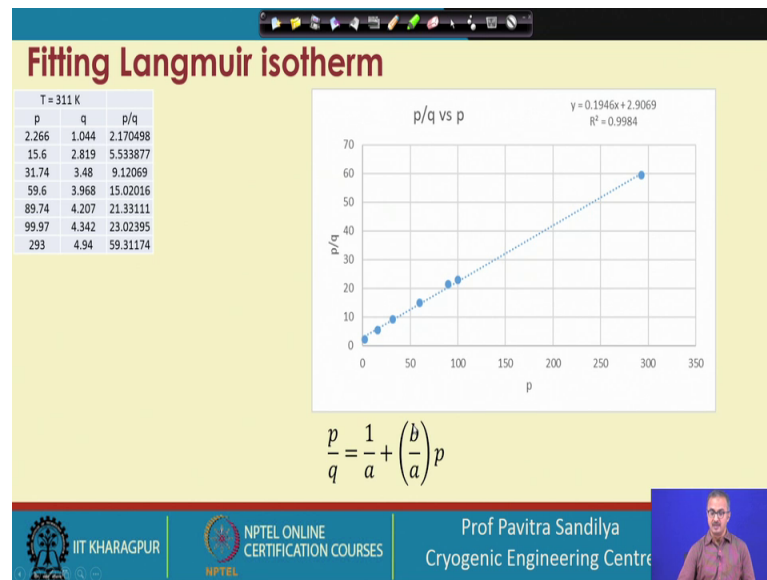 Fitting Langmuir isotherm
T = 311 K
p q p/q
2.266 1.044 2.170498
15.6 2.819 5.533877
31.74 3.48 9.12069
59.6 3.968 15.02016
89.74 4.207 21.33111
99.97 4.342 23.02395
293 4.94 59.31174
p/q vs p
y = 0.1946x + 2.9069
R² = 0.9984
70
60
50
40
30
20
10
0
p/q
0 50 100 150 200 250 300 350
p
p/q = 1/a + (b/a) p
IIT KHARAGPUR
NPTEL
NPTEL ONLINE
CERTIFICATION COURSES
Prof Pavitra Sandilya
Cryogenic Engineering Centre